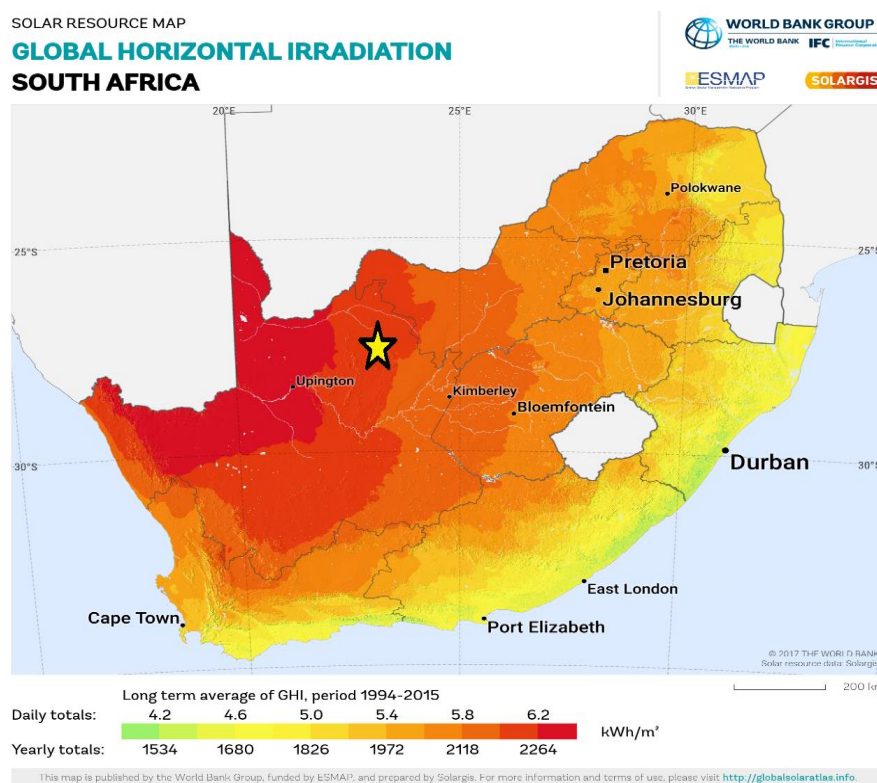 SOLAR RESOURCE MAP
GLOBAL HORIZONTAL IRRADIATION
SOUTH AFRICA
WORLD BANK GROUP
THE WORLD BANK IFC
ESMAP SOLARGIS
20°E 25°E 30°E
Polokwane
25°S 25°
Pretoria
Johannesburg
Upington
Kimberley
Bloemfontein
Durban
30°S 30°
East London
Cape Town
Port Elizabeth
© 2017 THE WORLD BANK
Solar resource data: Solargis
200 km
Long term average of GHI, period 1994-2015
Daily totals: 4.2 4.6 5.0 5.4 5.8 6.2
kWh/m²
Yearly totals: 1534 1680 1826 1972 2118 2264
This map is published by the World Bank Group, funded by ESMAP, and prepared by Solargis. For more information and terms of use, please visit http://globalsolaratlas.info.